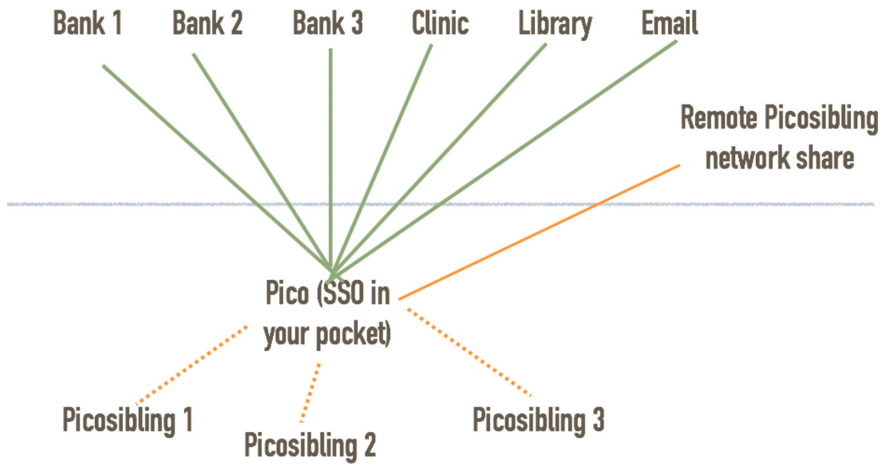 Bank 1
Bank 2
Bank 3
Clinic
Library
Email
Remote Picosibling
network share
Pico (SSO in
your pocket)
Picosibling 1
Picosibling 2
Picosibling 3